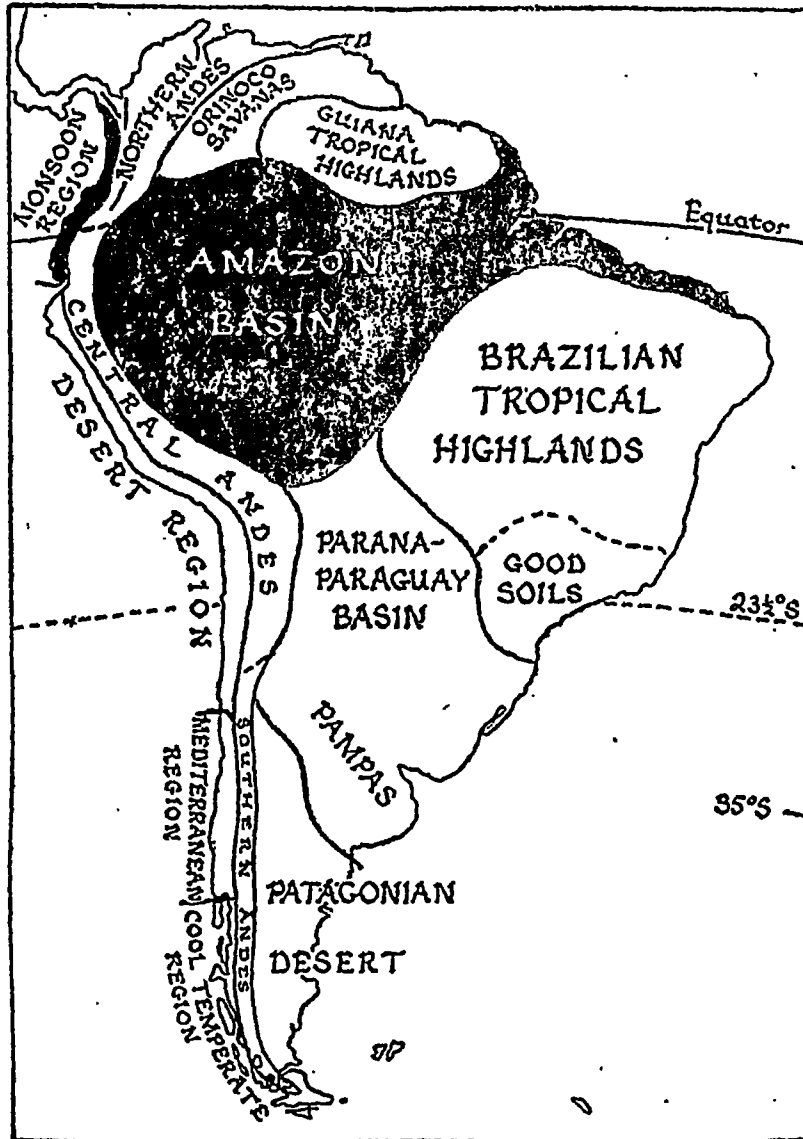 MONSOON
REGION
NORTHERN
ANDES
ORINOCO
SAVANAS
GUIANA
TROPICAL
HIGHLANDS
Equator
AMAZON
BASIN
BRAZILIAN
TROPICAL
HIGHLANDS
CENTRAL ANDES
DESERT REGION
PARANA-
PARAGUAY
BASIN
GOOD
SOILS
23½°S
PAMPAS
SOUTHERN ANDES
MEDITERRANEAN
REGION
35°S
PATAGONIAN
DESERT
COOL TEMPERATE
REGION